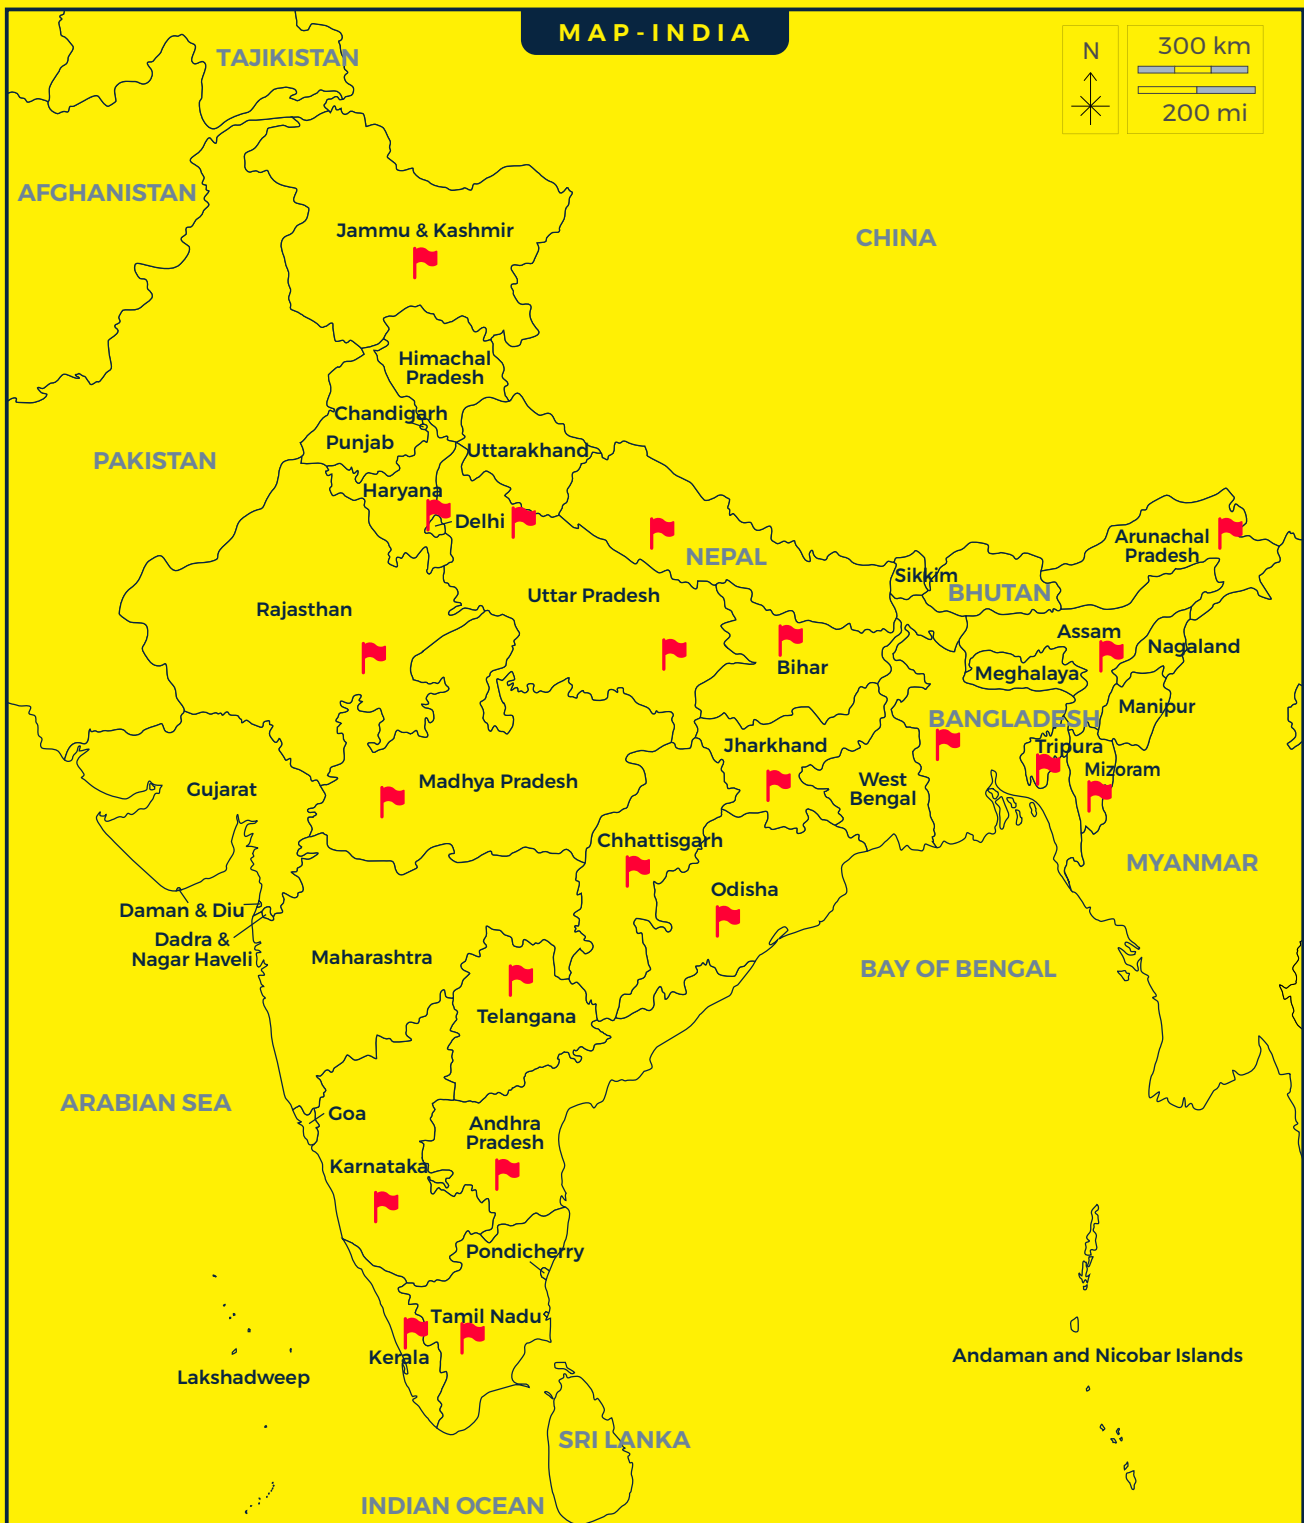 MAP-INDIA
TAJIKISTAN
N
300 km
200 mi
AFGHANISTAN
Jammu & Kashmir
CHINA
Himachal
Pradesh
Chandigarh
Punjab
Uttarakhand
PAKISTAN
Haryana
Delhi
NEPAL
Arunachal
Pradesh
Sikkim
BHUTAN
Uttar Pradesh
Rajasthan
Assam
Nagaland
Bihar
Meghalaya
Manipur
BANGLADESH
Jharkhand
Tripura
Mizoram
Madhya Pradesh
Gujarat
West
Bengal
Chhattisgarh
MYANMAR
Odisha
Daman & Diu
Dadra &
Nagar Haveli
Maharashtra
BAY OF BENGAL
Telangana
ARABIAN SEA
Goa
Andhra
Pradesh
Karnataka
Pondicherry
Tamil Nadu
Kerala
Andaman and Nicobar Islands
Lakshadweep
SRI LANKA
INDIAN OCEAN